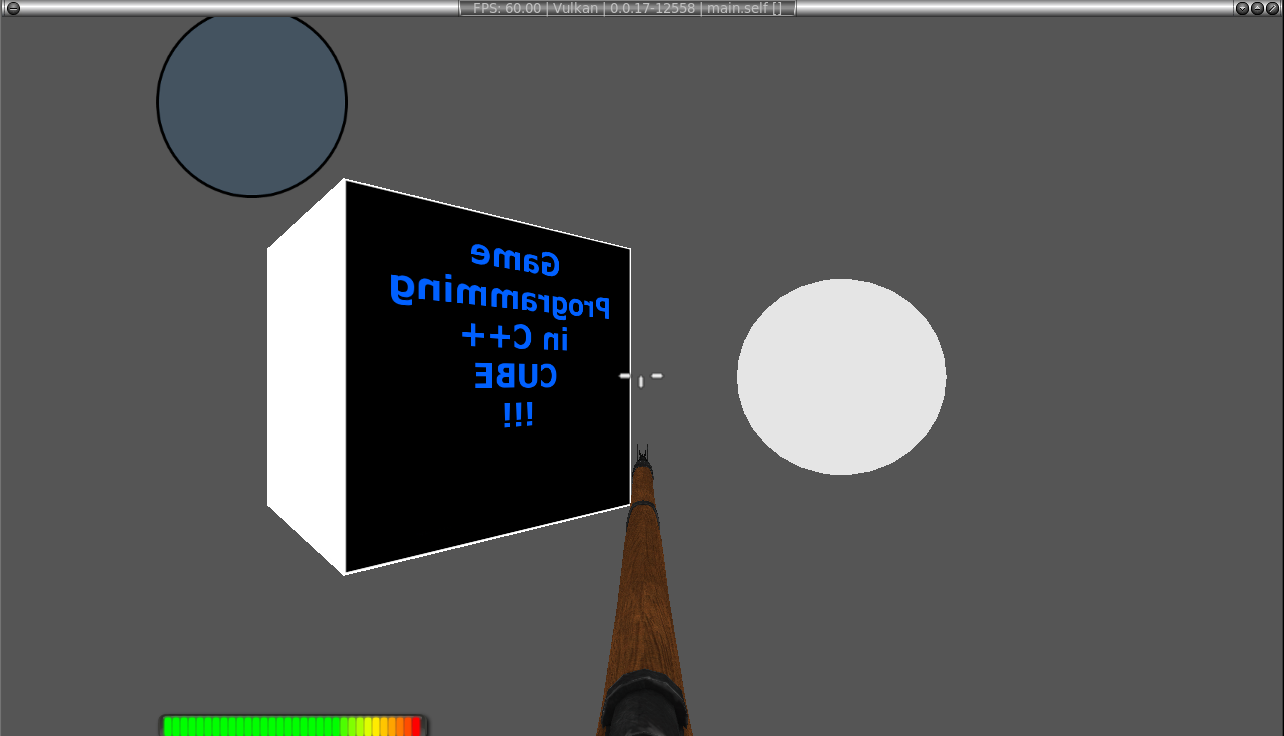 FPS: 60.00 | Vulkan | 0.0.17-12558 | main.self []
Game
Programming
in C++
CUBE
!!!